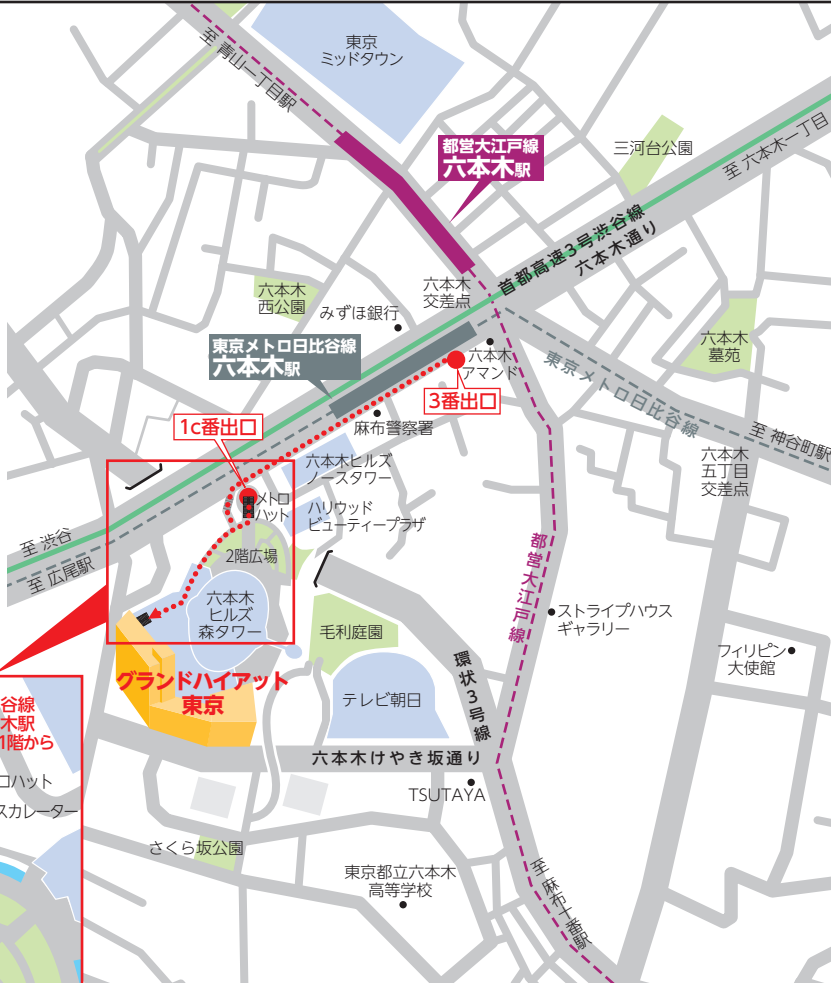 至 青山一丁目駅
東京
ミッドタウン
都営大江戸線
六本木駅
三河台公園
至 六本木一丁目
首都高速3号渋谷線
六本木通り
六本木
西公園
みずほ銀行
六本木
交差点
東京メトロ日比谷線
六本木駅
六本木
アマンド
六本木
墓苑
3番出口
東京メトロ日比谷線
1c番出口
麻布警察署
至 神谷町駅
六本木ヒルズ
ノースタワー
六本木
五丁目
交差点
メトロ
ハット
ハリウッド
ビューティープラザ
至 渋谷
至 広尾駅
2階広場
都営大江戸線
六本木
ヒルズ
森タワー
毛利庭園
ストライプハウス
ギャラリー
環状3号線
フィリピン
大使館
グランドハイアット
東京
テレビ朝日
谷線
木駅
1階から
六本木けやき坂通り
コハット
スカレーター
TSUTAYA
さくら坂公園
東京都立六本木
高等学校
至 麻布十番駅